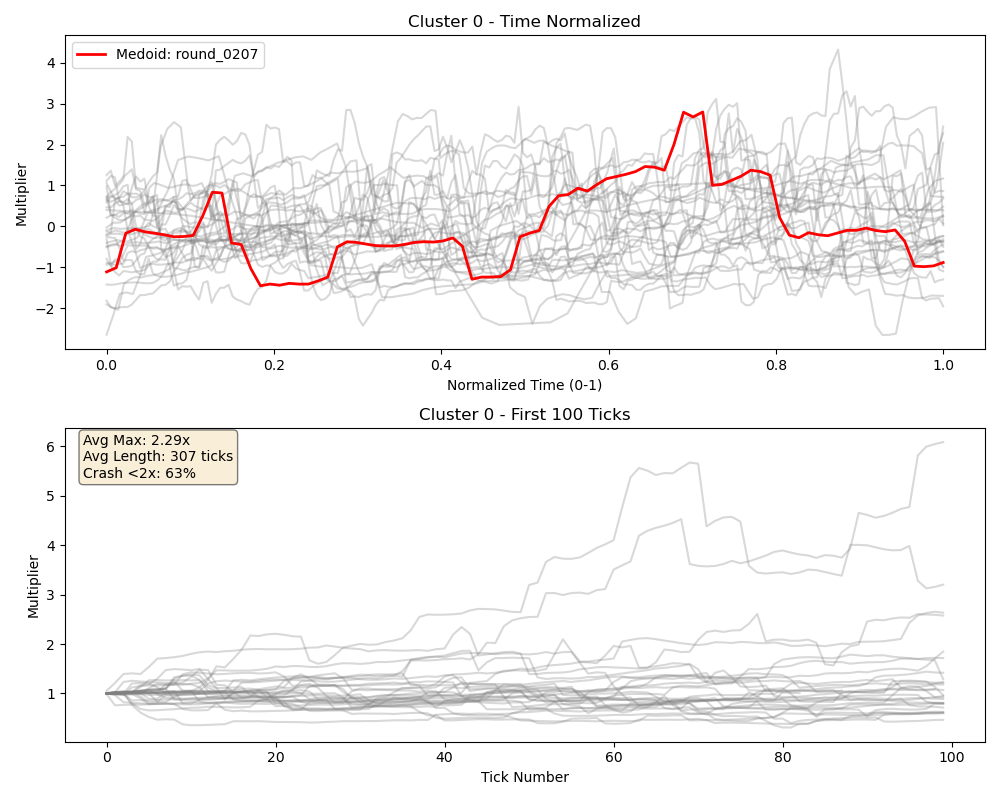 Cluster 0 - Time Normalized
Medoid: round_0207
4
3
2
1
0
−1
−2
Multiplier
0.0 0.2 0.4 0.6 0.8 1.0
Normalized Time (0-1)
Cluster 0 - First 100 Ticks
Avg Max: 2.29x
Avg Length: 307 ticks
Crash <2x: 63%
6
5
4
3
2
1
Multiplier
0 20 40 60 80 100
Tick Number